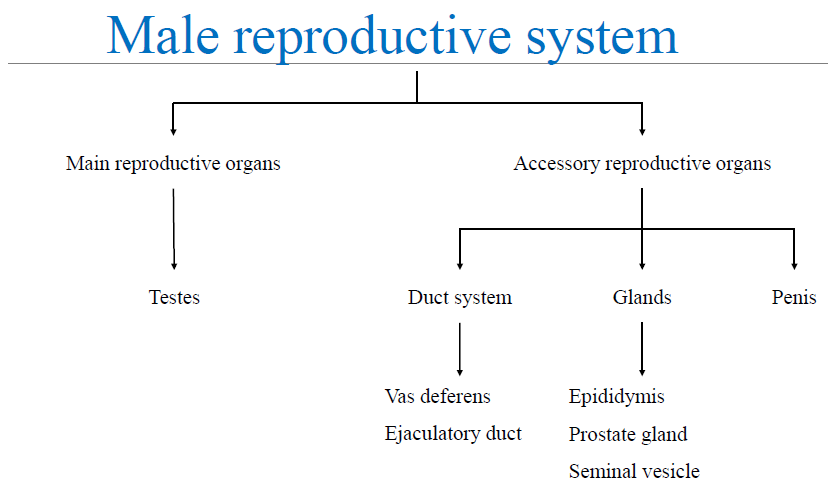 Male reproductive system
Main reproductive organs
Accessory reproductive organs
Testes
Duct system
Glands
Penis
Vas deferens
Ejaculatory duct
Epididymis
Prostate gland
Seminal vesicle